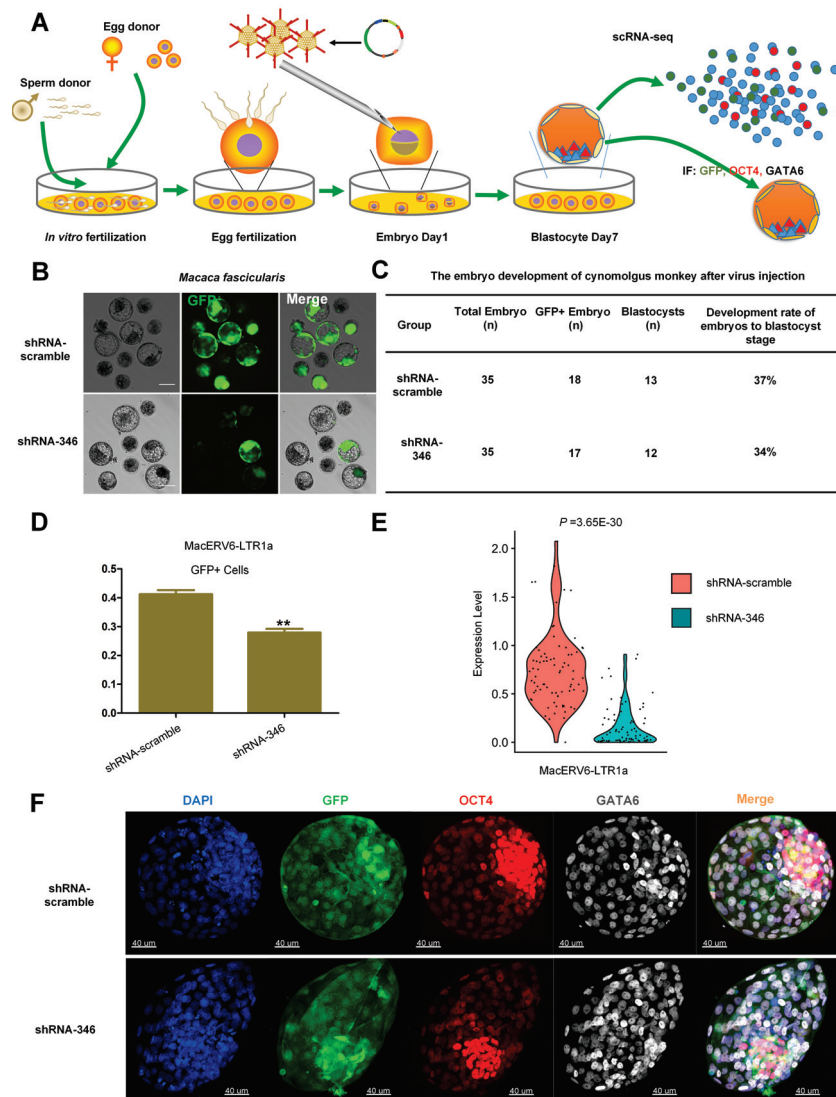 A
Egg donor
Sperm donor
scRNA-seq
IF: GFP, OCT4, GATA6
In vitro fertilization
Egg fertilization
Embryo Day1
Blastocyte Day7
B
Macaca fascicularis
GFP+
Merge
shRNA-
scramble
shRNA-346
C
The embryo development of cynomolgus monkey after virus injection
Group
Total Embryo
(n)
GFP+ Embryo
(n)
Blastocysts
(n)
Development rate of
embryos to blastocyst
stage
shRNA-
scramble
35
18
13
37%
shRNA-
346
35
17
12
34%
D
MacERV6-LTR1a
GFP+ Cells
0.5
0.4
0.3
0.2
0.1
0.0
**
shRNA-scramble
shRNA-346
E
P =3.65E-30
Expression Level
2.0
1.5
1.0
0.5
0.0
MacERV6-LTR1a
shRNA-scramble
shRNA-346
F
DAPI
GFP
OCT4
GATA6
Merge
shRNA-
scramble
40 um
40 um
40 um
40 um
40 um
shRNA-346
40 um
40 um
40 um
40 um
40 um